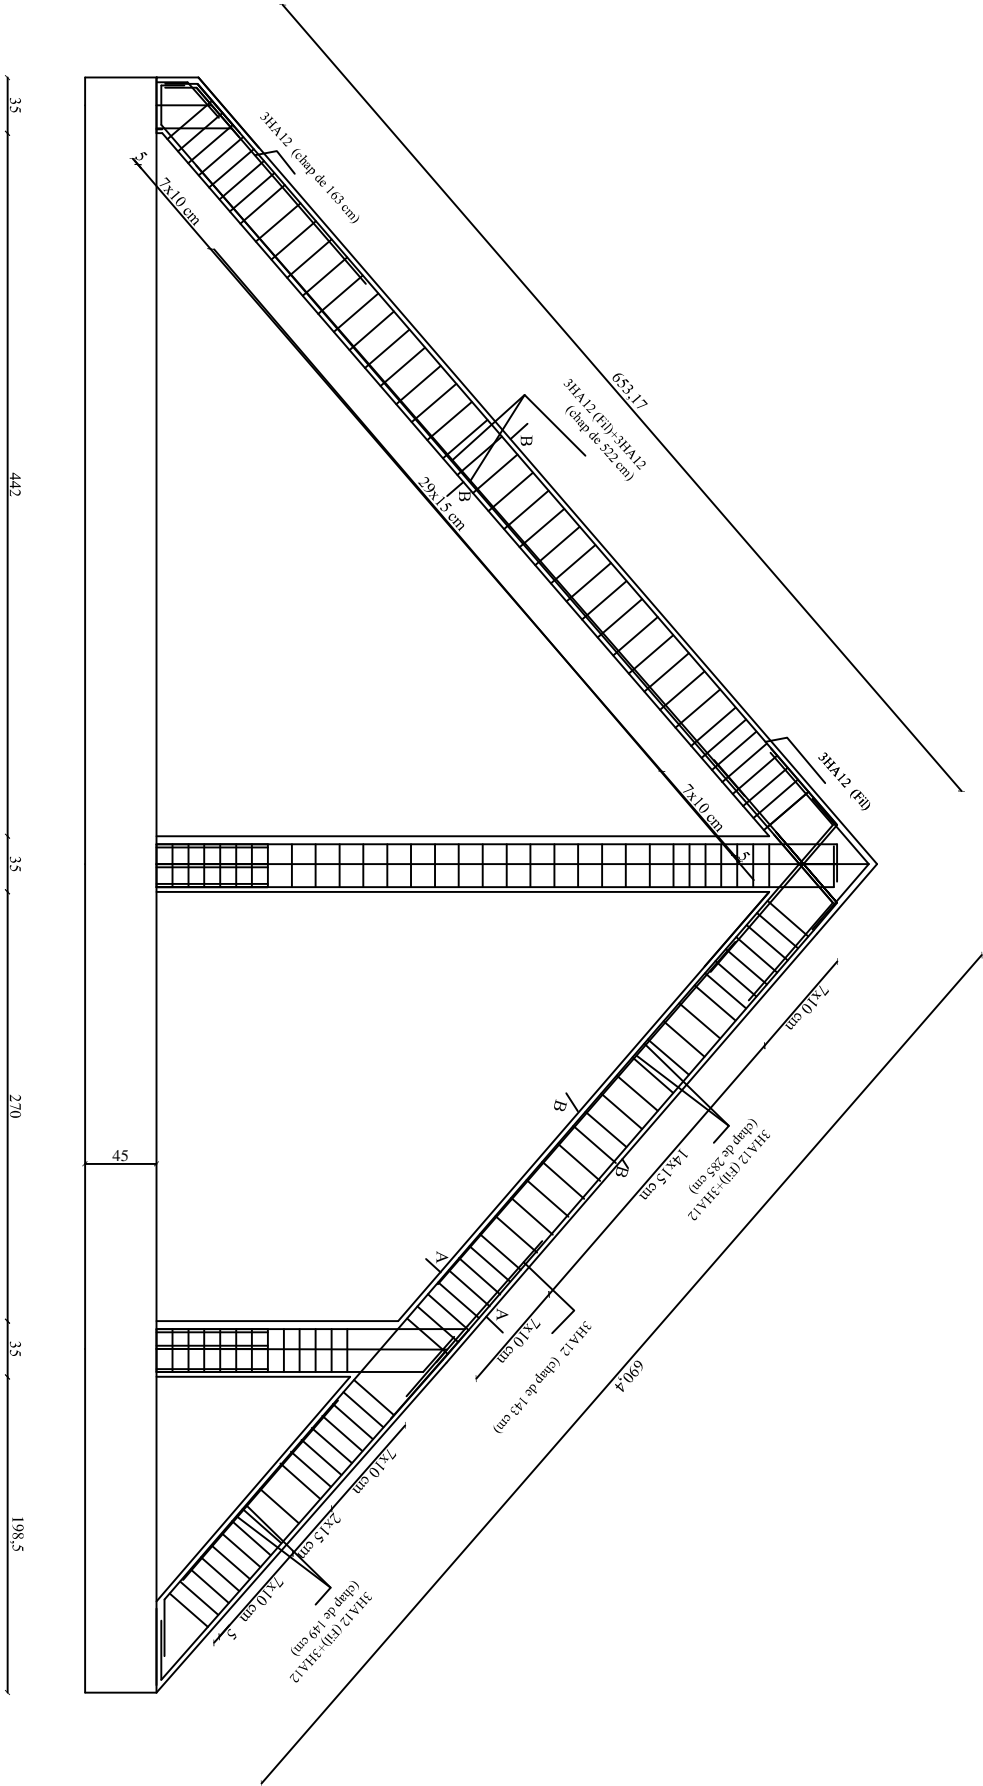 35
442
35
270
35
198,5
45
3HA12 (chap de 163 cm)
5
7x10 cm
653,17
3HA12 (Fil)+3HA12
(chap de 522 cm)
B
B
29x15 cm
3HA12 (Fil)
7x10 cm
5
7x10 cm
3HA12 (Fil)+3HA12
(chap de 285 cm)
B
B
14x15 cm
A
A
7x10 cm
3HA12 (chap de 143 cm)
690,4
7x10 cm
2x15 cm
7x10 cm
5
3HA12 (Fil)+3HA12
(chap de 149 cm)